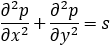 ∂²p/∂x² + ∂²p/∂y² = s